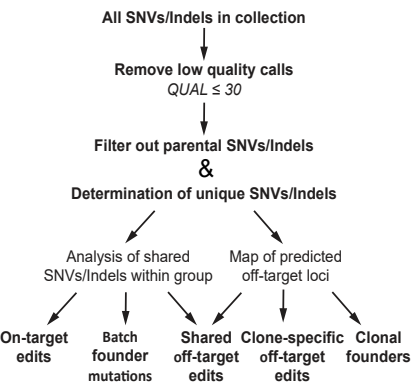 All SNVs/Indels in collection
Remove low quality calls
QUAL ≤ 30
Filter out parental SNVs/Indels
&
Determination of unique SNVs/Indels
Analysis of shared
SNVs/Indels within group
Map of predicted
off-target loci
On-target
edits
Batch
founder
mutations
Shared
off-target
edits
Clone-specific
off-target
edits
Clonal
founders